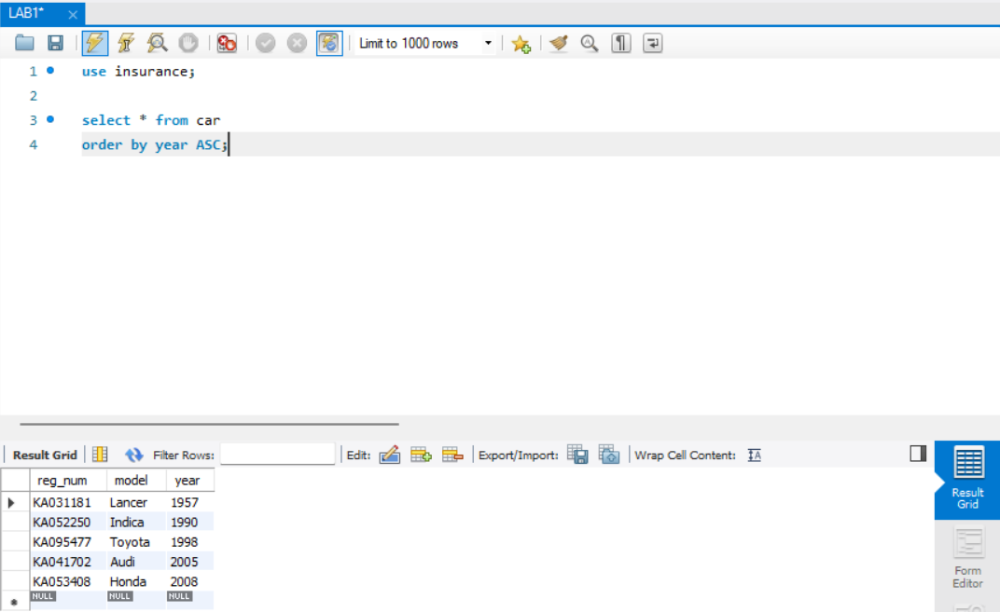 LAB1*
Limit to 1000 rows
1 use insurance;
2
3 select * from car
4 order by year ASC;
Result Grid Filter Rows: Edit: Export/Import: Wrap Cell Content: IA
reg_num model year
KA031181 Lancer 1957
KA052250 Indica 1990
KA095477 Toyota 1998
KA041702 Audi 2005
KA053408 Honda 2008
NULL NULL NULL
Result
Grid
Form
Editor